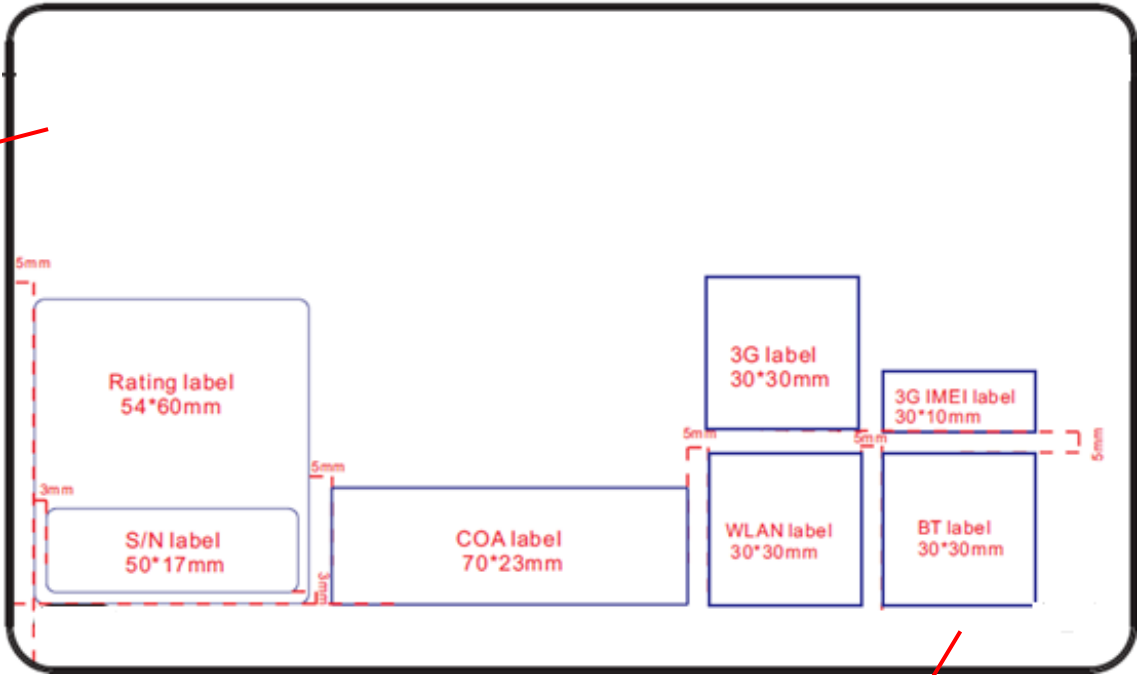 5mm
Rating label
54*60mm
3G label
30*30mm
3G IMEI label
30*10mm
5mm
5mm
5mm
5mm
3mm
S/N label
50*17mm
COA label
70*23mm
WLAN label
30*30mm
BT label
30*30mm
3mm